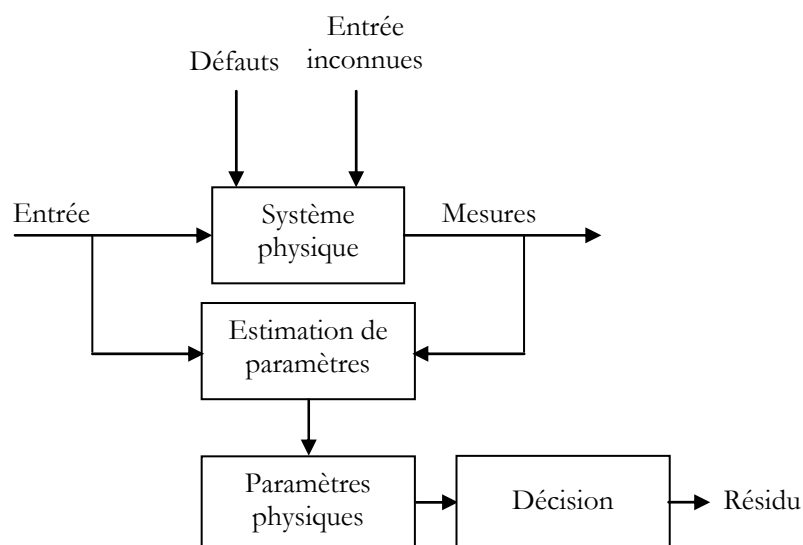 Entrée
inconnues
Défauts
Entrée
Système
physique
Mesures
Estimation de
paramètres
Paramètres
physiques
Décision
Résidu